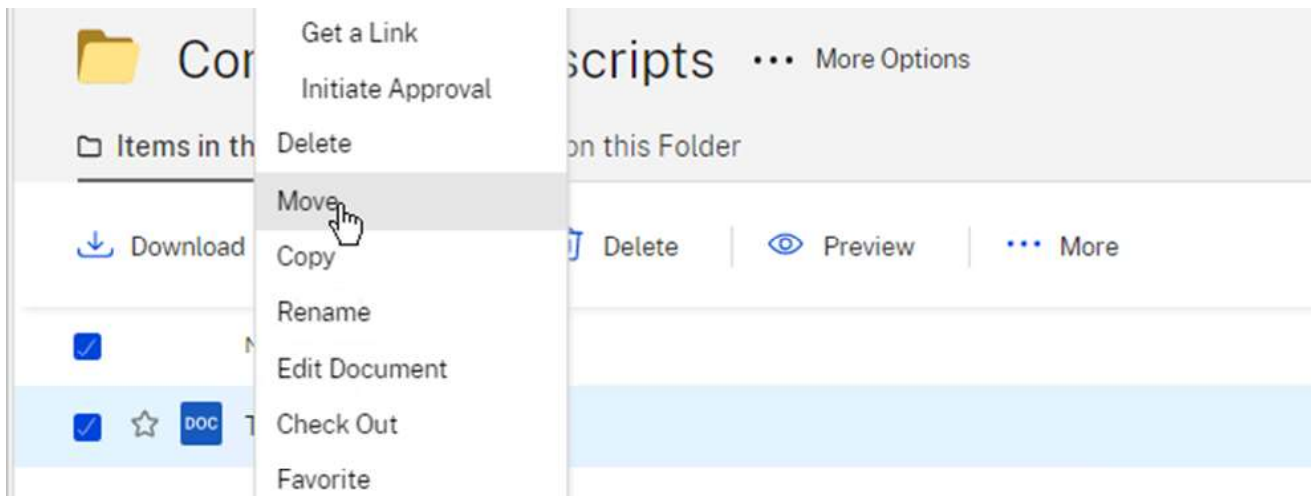 Get a Link
Cor scripts ··· More Options
Initiate Approval
Items in th on this Folder
Delete
Move
Download Delete Preview ··· More
Copy
Rename
N
Edit Document
DOC T
Check Out
Favorite